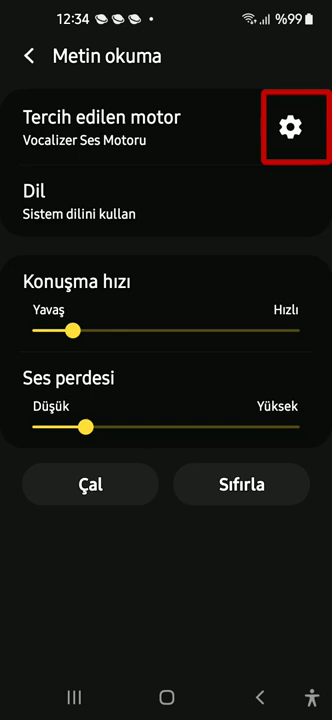 12:34 %99
Metin okuma
Tercih edilen motor
Vocalizer Ses Motoru
Dil
Sistem dilini kullan
Konuşma hızı
Yavaş Hızlı
Ses perdesi
Düşük Yüksek
Çal Sıfırla